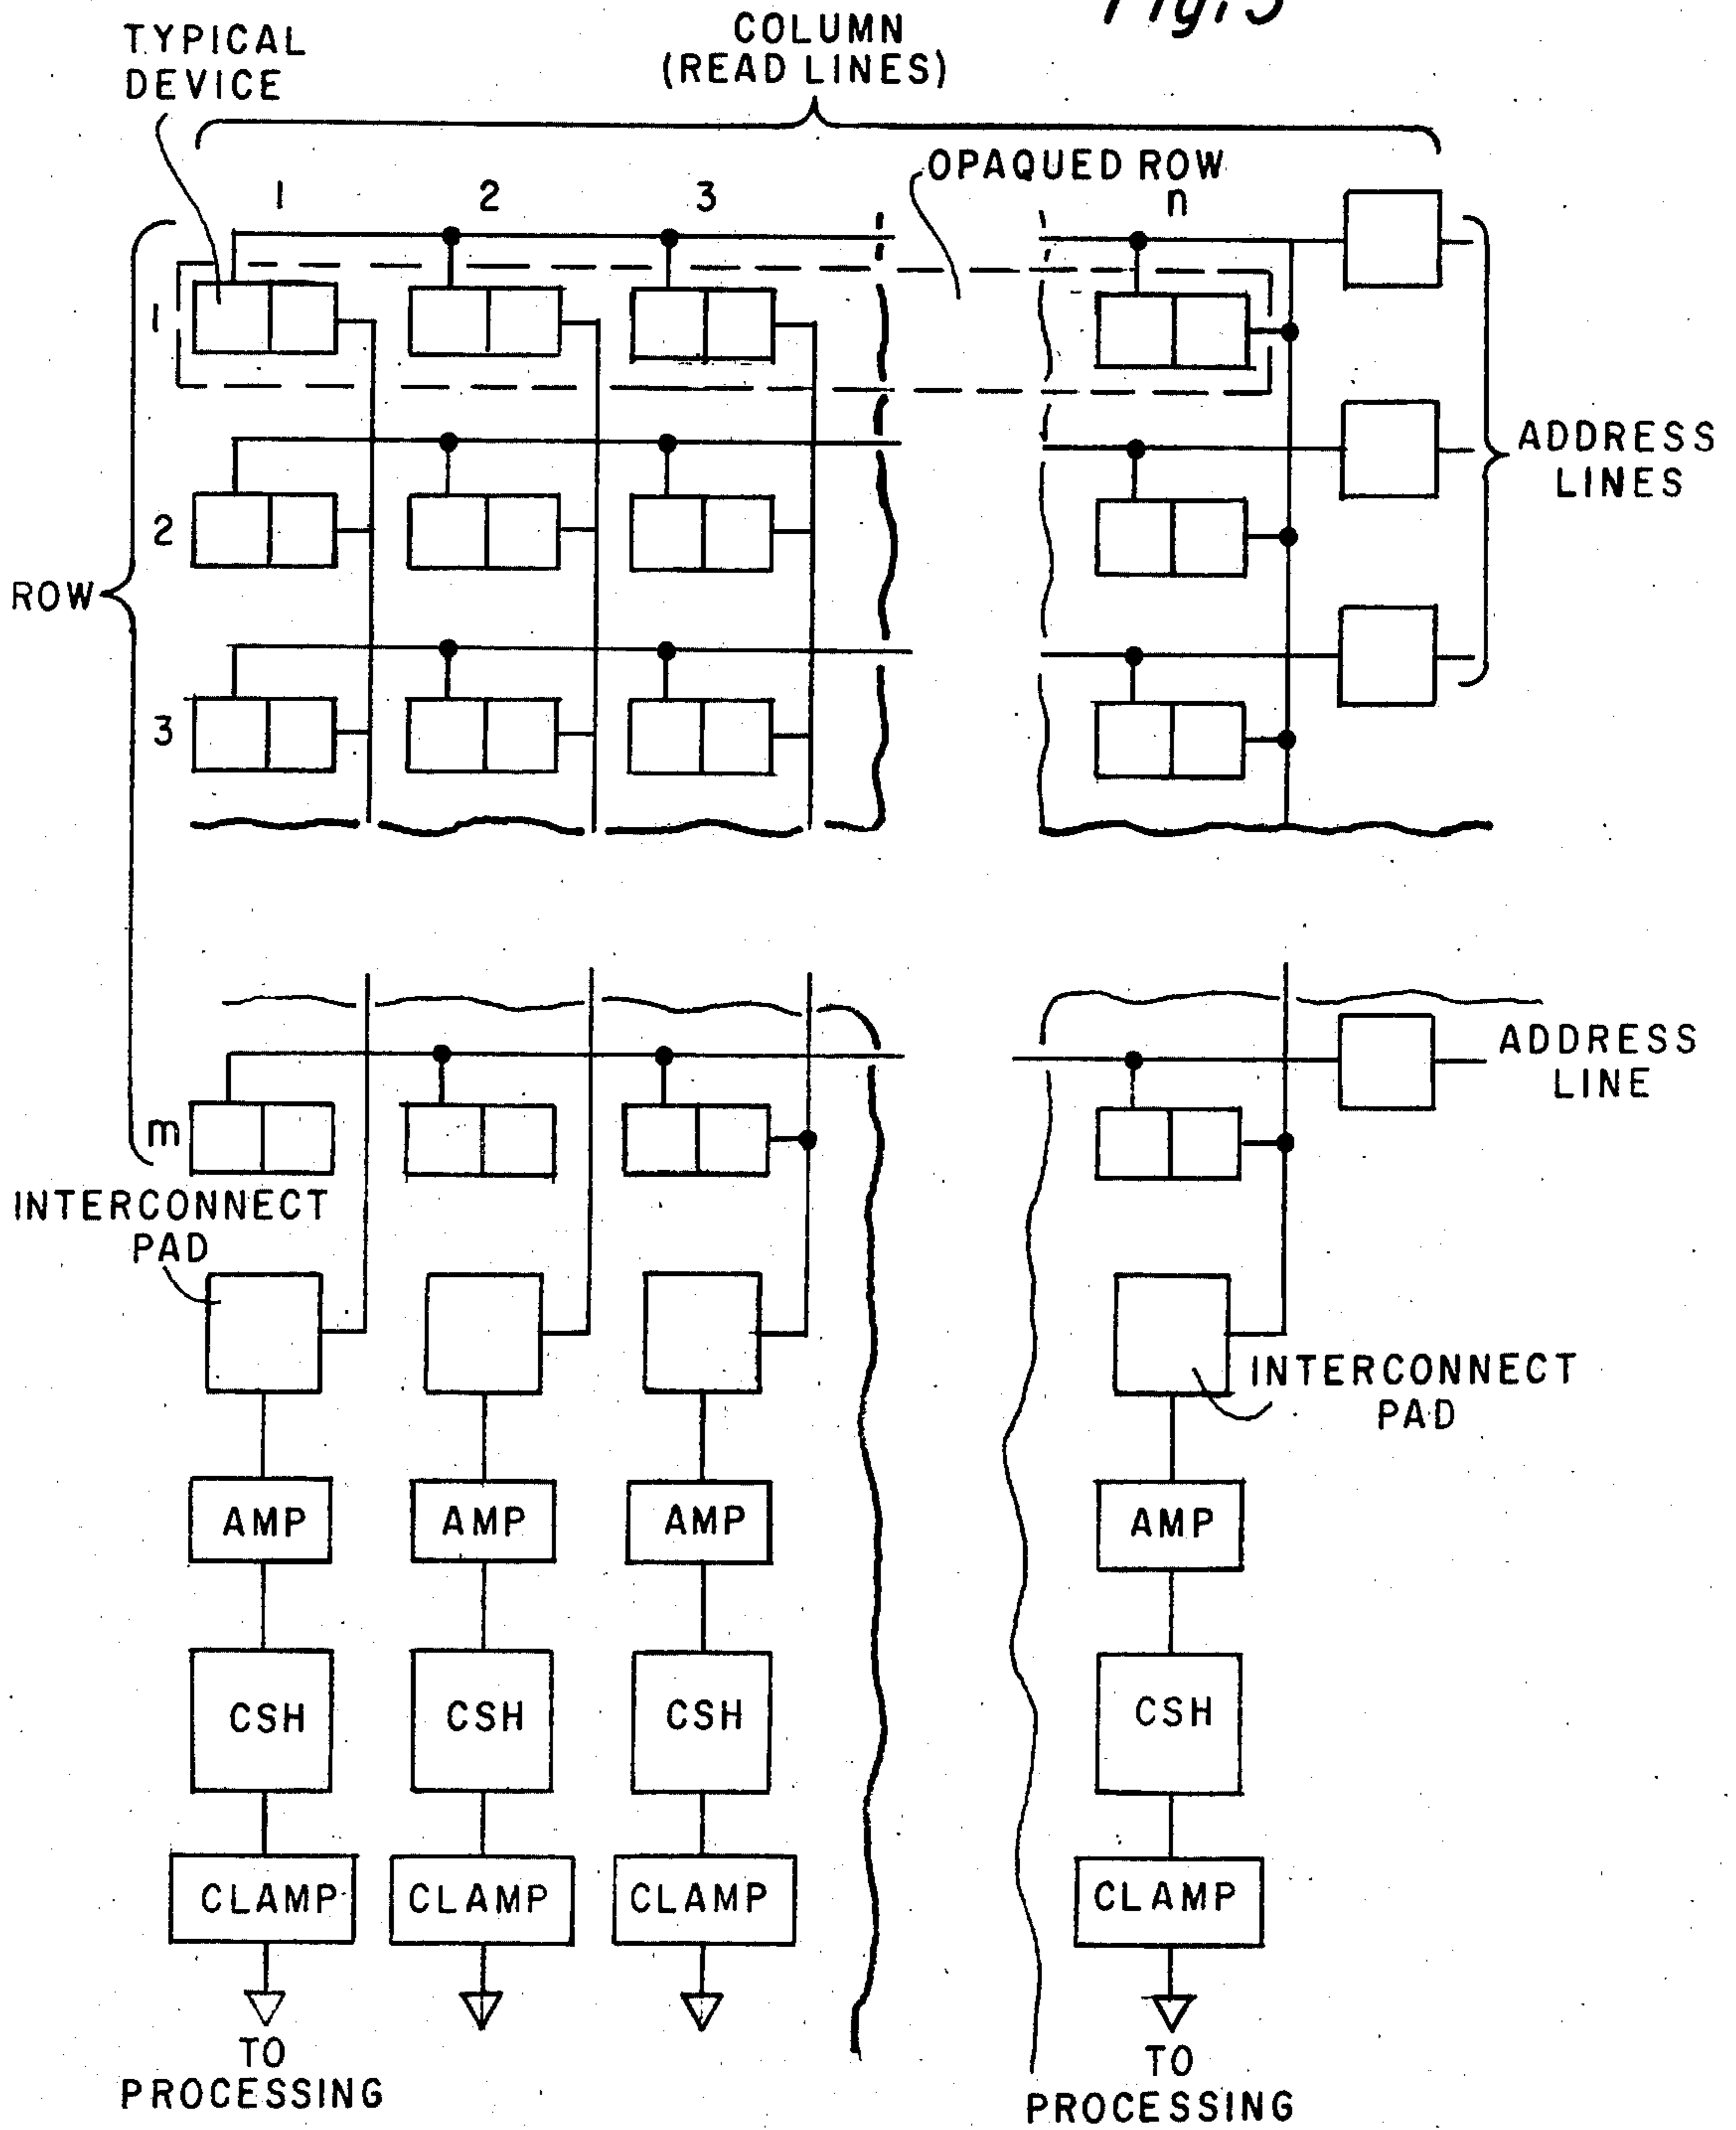 Fig. 3
TYPICAL
DEVICE
COLUMN
(READ LINES)
OPAQUED ROW
1 2 3 n
1
ADDRESS
LINES
2
ROW
3
ADDRESS
LINE
m
INTERCONNECT
PAD
INTERCONNECT
PAD
AMP AMP AMP AMP
CSH CSH CSH CSH
CLAMP CLAMP CLAMP CLAMP
TO
PROCESSING
TO
PROCESSING